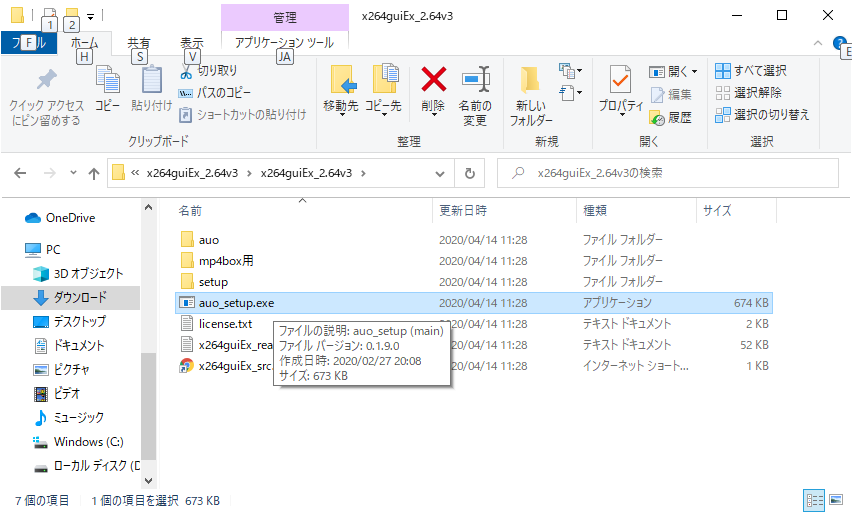 管理
x264guiEx_2.64v3
1
2
ファイル
ホーム
共有
表示
アプリケーション ツール
F
H
S
V
JA
E
クイック アクセス
にピン留めする
コピー
貼り付け
切り取り
パスのコピー
ショートカットの貼り付け
クリップボード
移動先
コピー先
削除
名前の
変更
整理
新しい
フォルダー
新規
プロパティ
開く
編集
履歴
開く
すべて選択
選択解除
選択の切り替え
選択
« x264guiEx_2.64v3 › x264guiEx_2.64v3 ›
x264guiEx_2.64v3の検索
OneDrive
PC
3D オブジェクト
ダウンロード
デスクトップ
ドキュメント
ピクチャ
ビデオ
ミュージック
Windows (C:)
ローカル ディスク (D
名前 更新日時 種類 サイズ
auo 2020/04/14 11:28 ファイル フォルダー
mp4box用 2020/04/14 11:28 ファイル フォルダー
setup 2020/04/14 11:28 ファイル フォルダー
auo_setup.exe 2020/04/14 11:28 アプリケーション 674 KB
license.txt 2020/04/14 11:28 テキスト ドキュメント 2 KB
x264guiEx_rea 2020/04/14 11:28 テキスト ドキュメント 52 KB
x264guiEx_src. 2020/04/14 11:28 インターネット ショート... 1 KB
ファイルの説明: auo_setup (main)
ファイル バージョン: 0.1.9.0
作成日時: 2020/02/27 20:08
サイズ: 673 KB
7 個の項目 1 個の項目を選択 673 KB